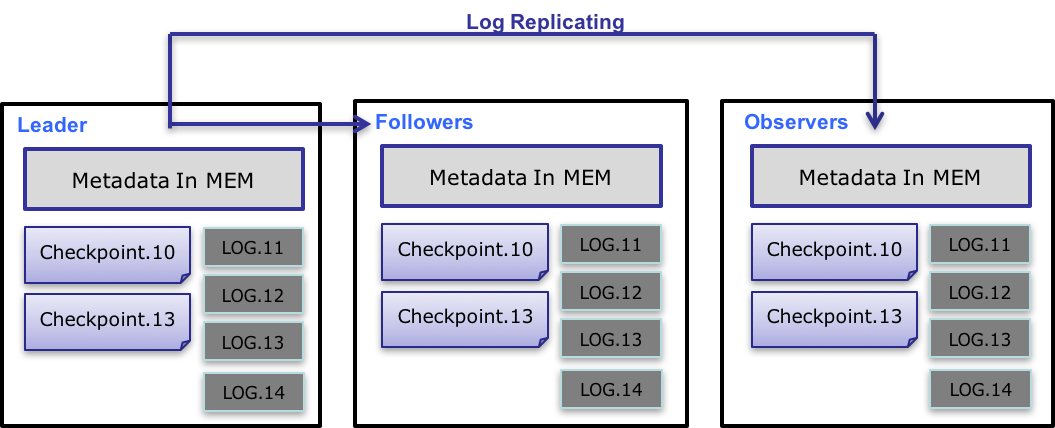 Log Replicating
Leader
Metadata In MEM
Checkpoint.10
Checkpoint.13
LOG.11
LOG.12
LOG.13
LOG.14
Followers
Metadata In MEM
Checkpoint.10
Checkpoint.13
LOG.11
LOG.12
LOG.13
LOG.14
Observers
Metadata In MEM
Checkpoint.10
Checkpoint.13
LOG.11
LOG.12
LOG.13
LOG.14